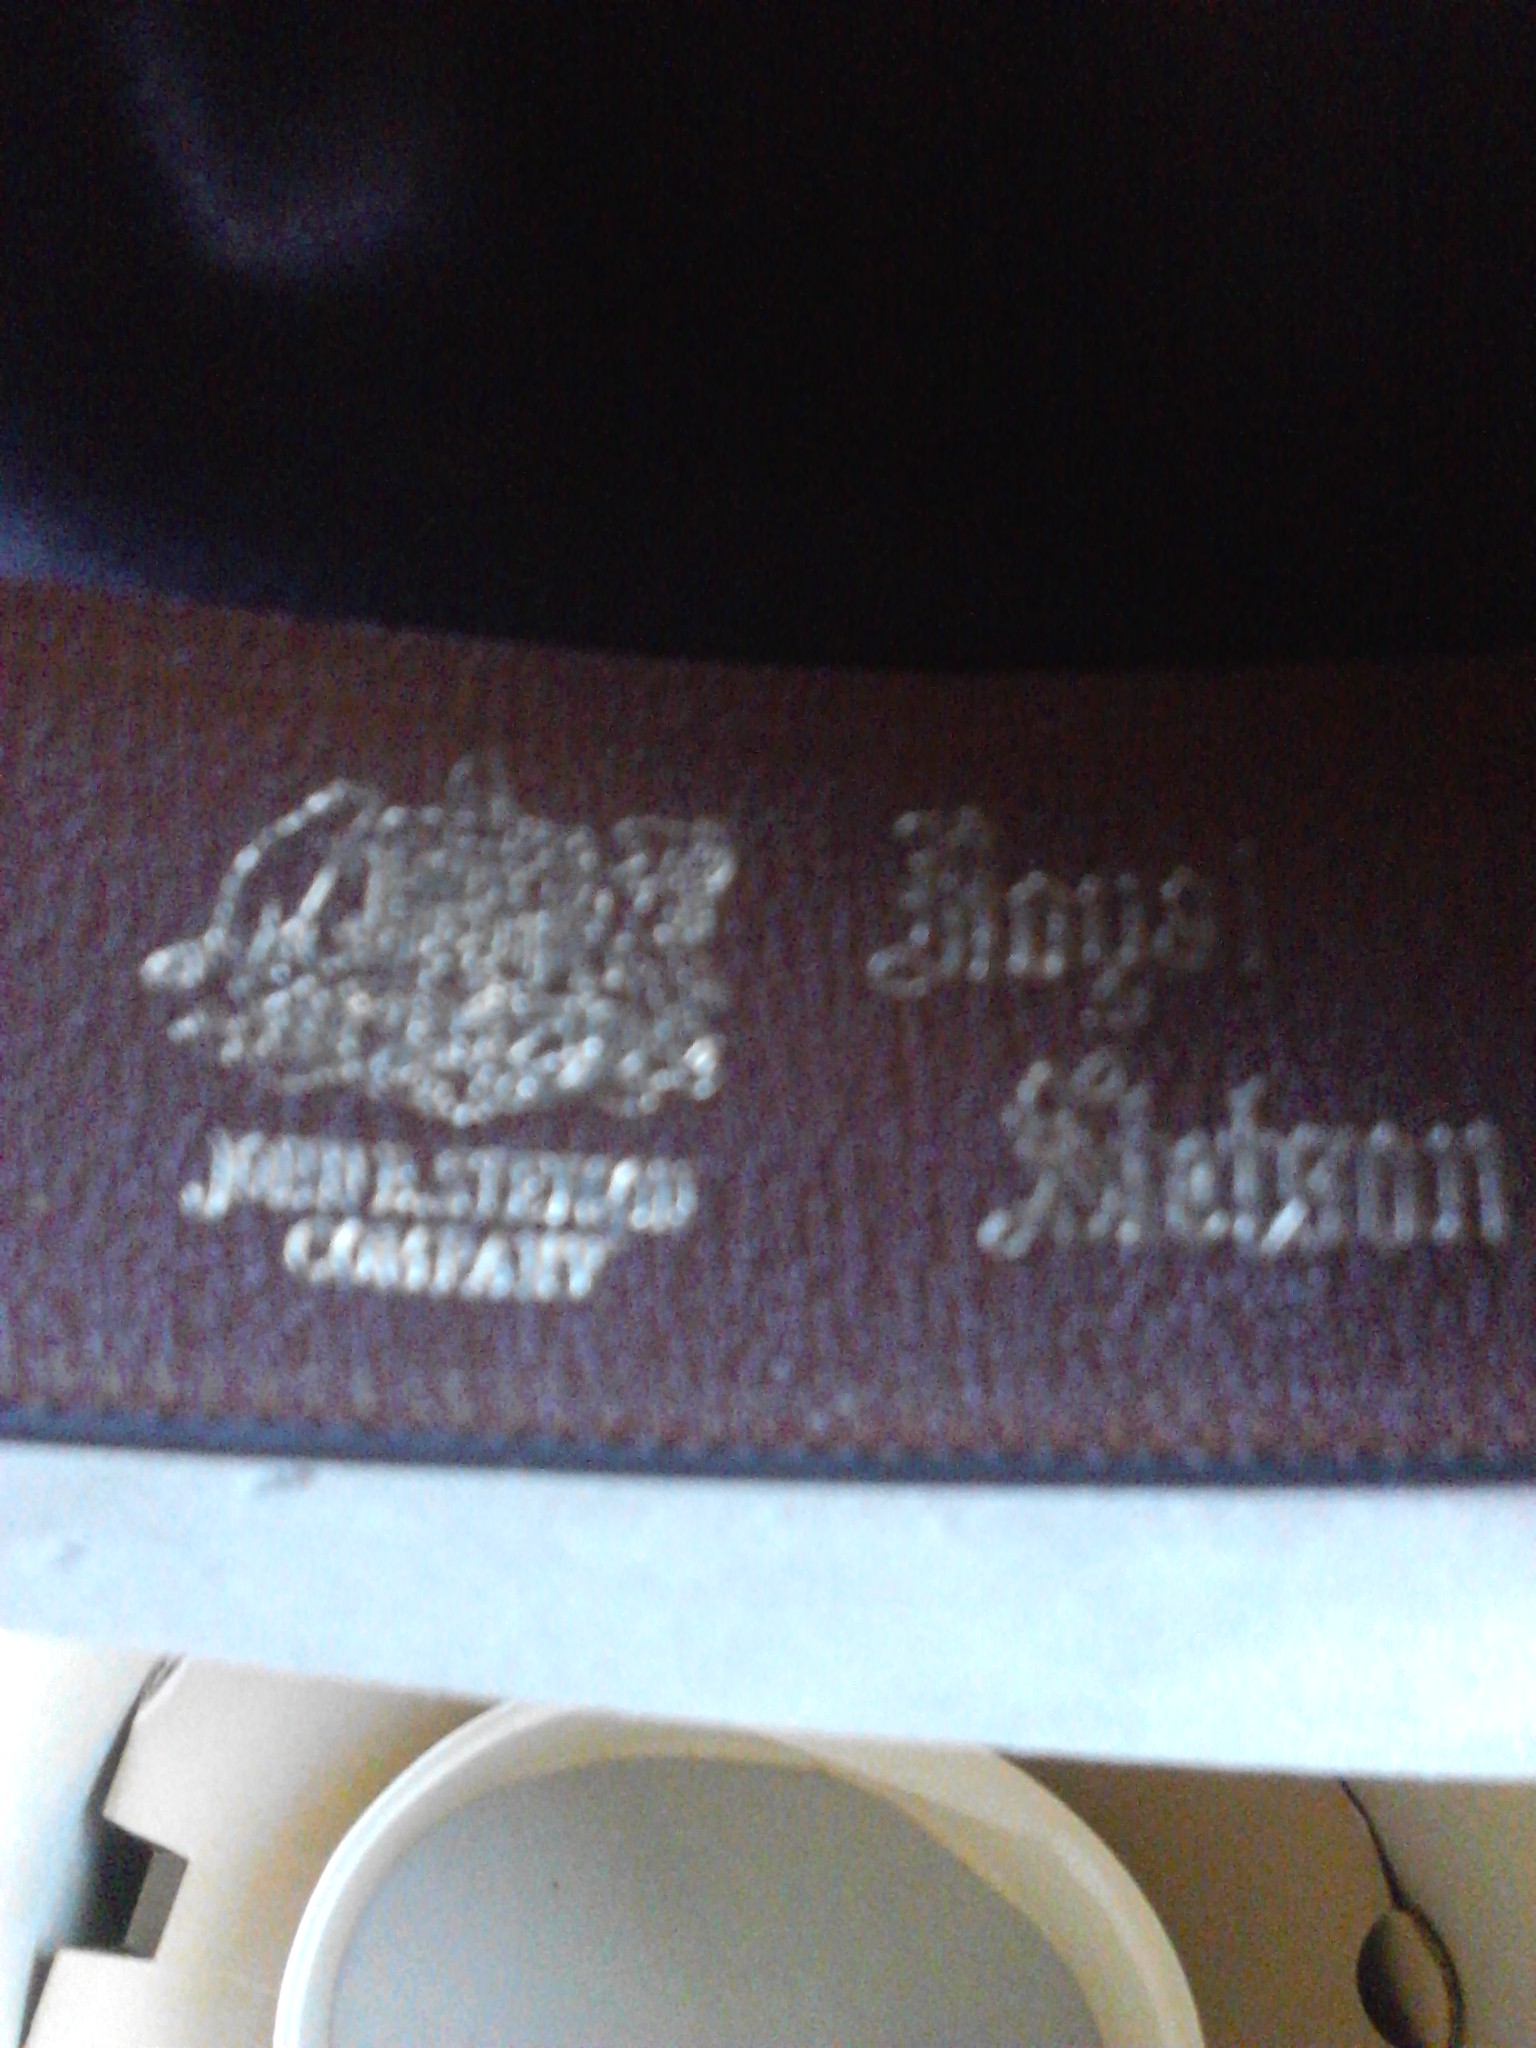 JOHN B. STETSON
COMPANY
Royal
Stetson